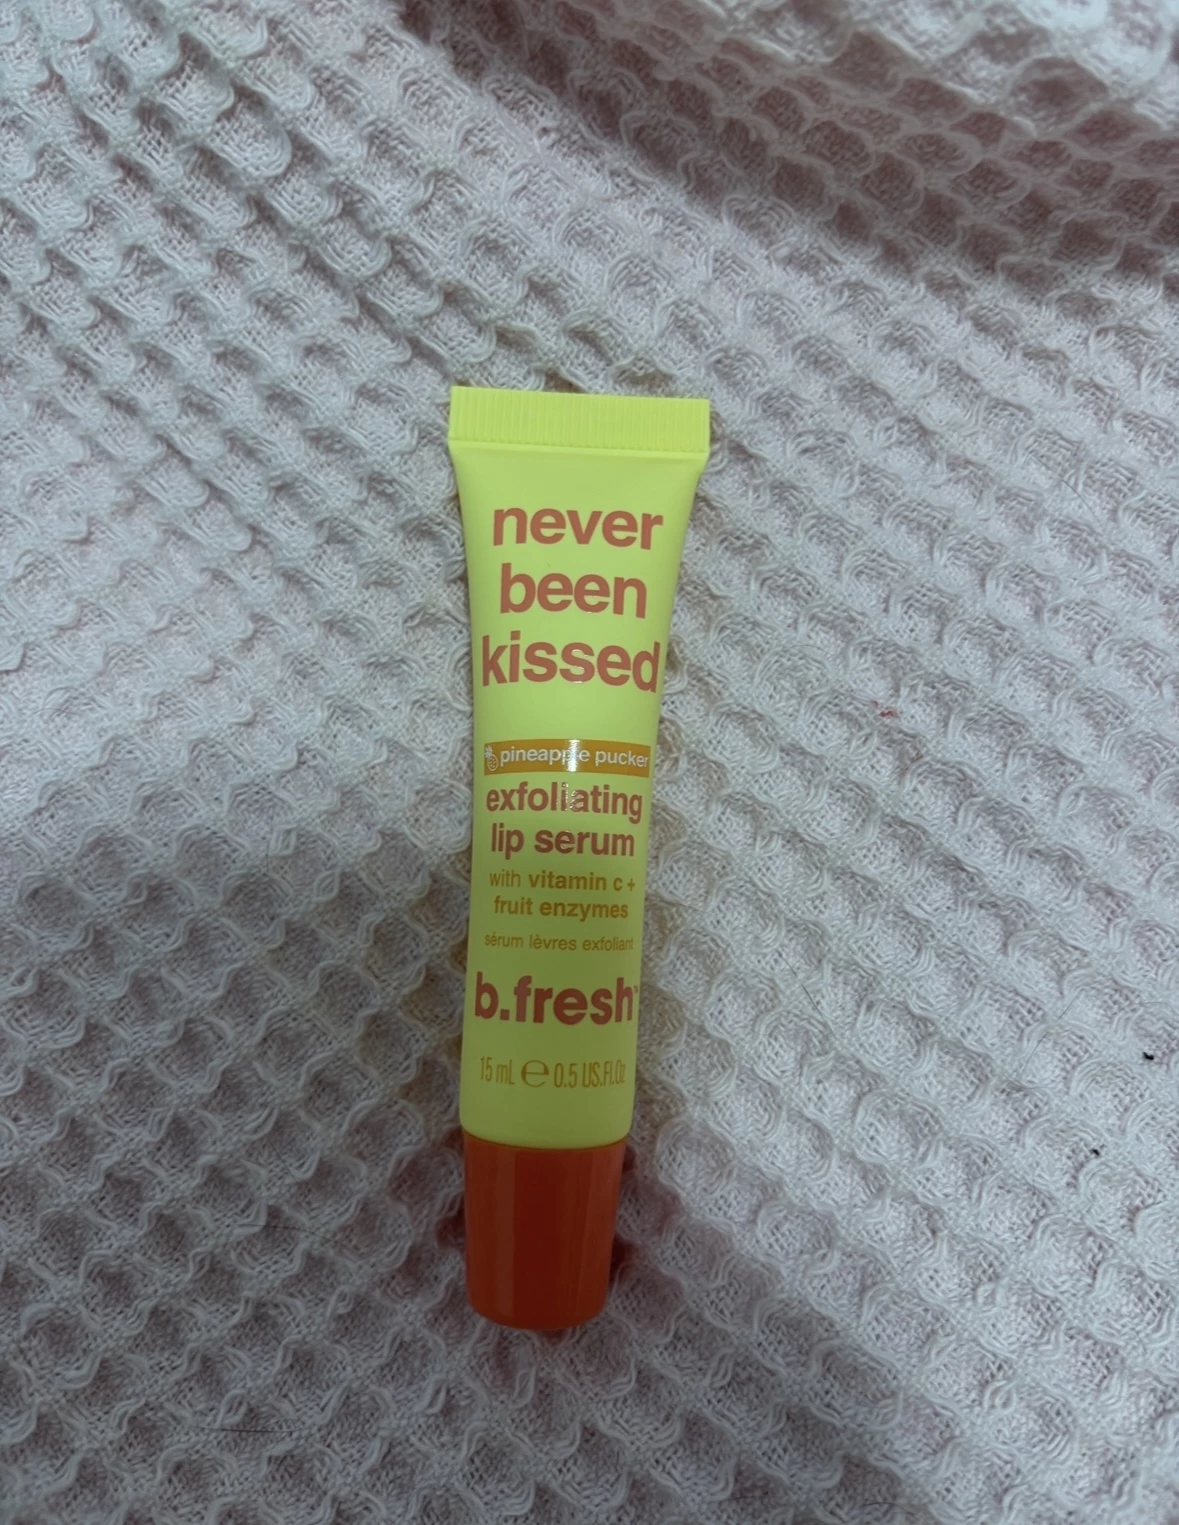 never
been
kissed
pineapple pucker
exfoliating
lip serum
with vitamin c +
fruit enzymes
sérum lèvres exfoliant
b.fresh™
15 mL ℮ 0.5 US.Fl.Oz